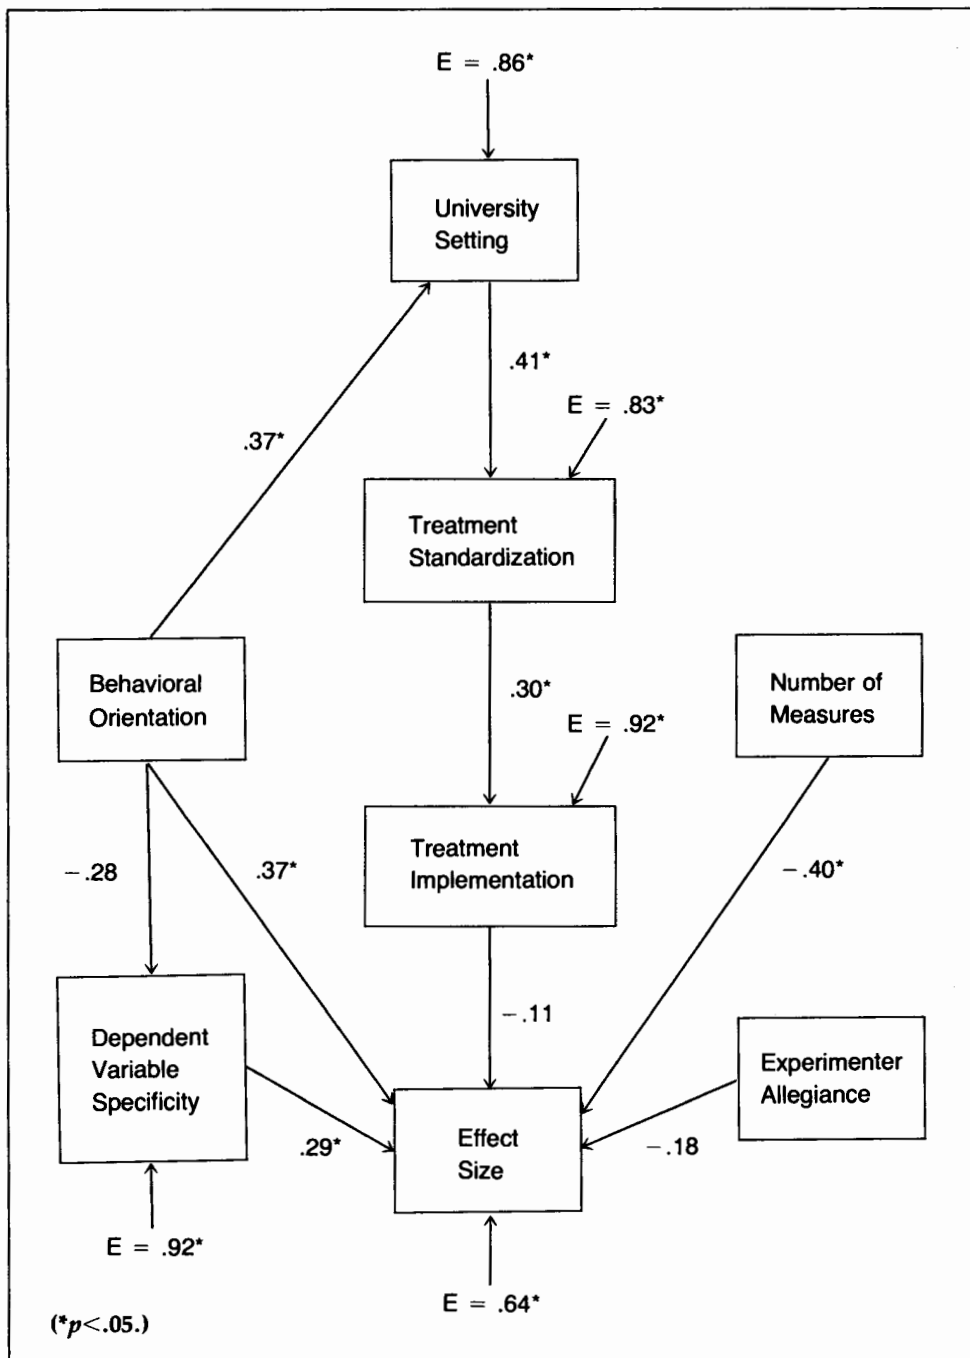 E = .86*
University
Setting
.41*
E = .83*
.37*
Treatment
Standardization
Behavioral
Orientation
.30*
E = .92*
Number of
Measures
Treatment
Implementation
-.28
.37*
-.40*
-.11
Dependent
Variable
Specificity
Experimenter
Allegiance
.29*
Effect
Size
-.18
E = .92*
E = .64*
(*p<.05.)